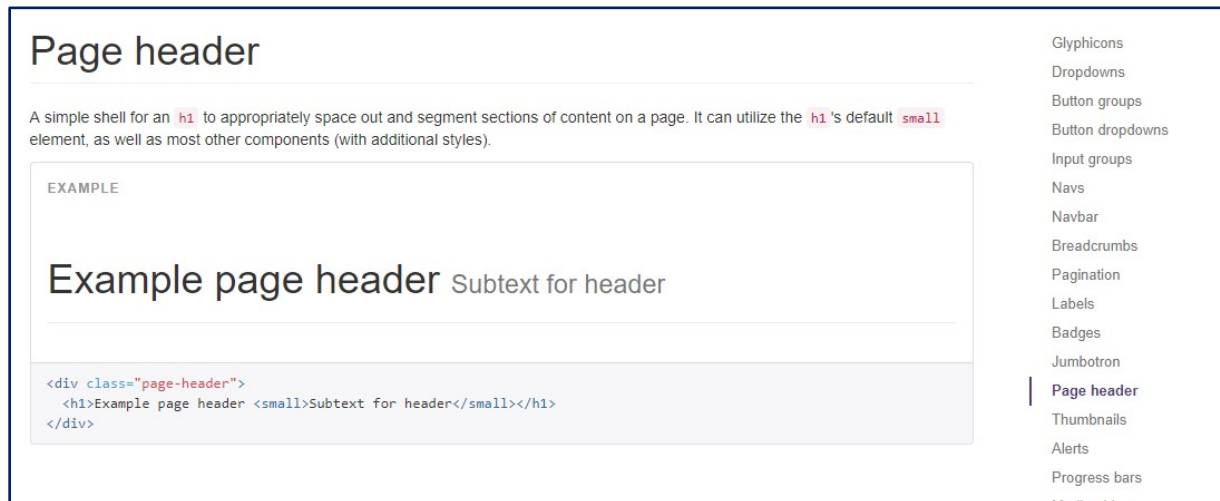 Page header
A simple shell for an h1 to appropriately space out and segment sections of content on a page. It can utilize the h1 's default small
element, as well as most other components (with additional styles).
EXAMPLE
Example page header Subtext for header
<div class="page-header">
  <h1>Example page header <small>Subtext for header</small></h1>
</div>
Glyphicons
Dropdowns
Button groups
Button dropdowns
Input groups
Navs
Navbar
Breadcrumbs
Pagination
Labels
Badges
Jumbotron
Page header
Thumbnails
Alerts
Progress bars